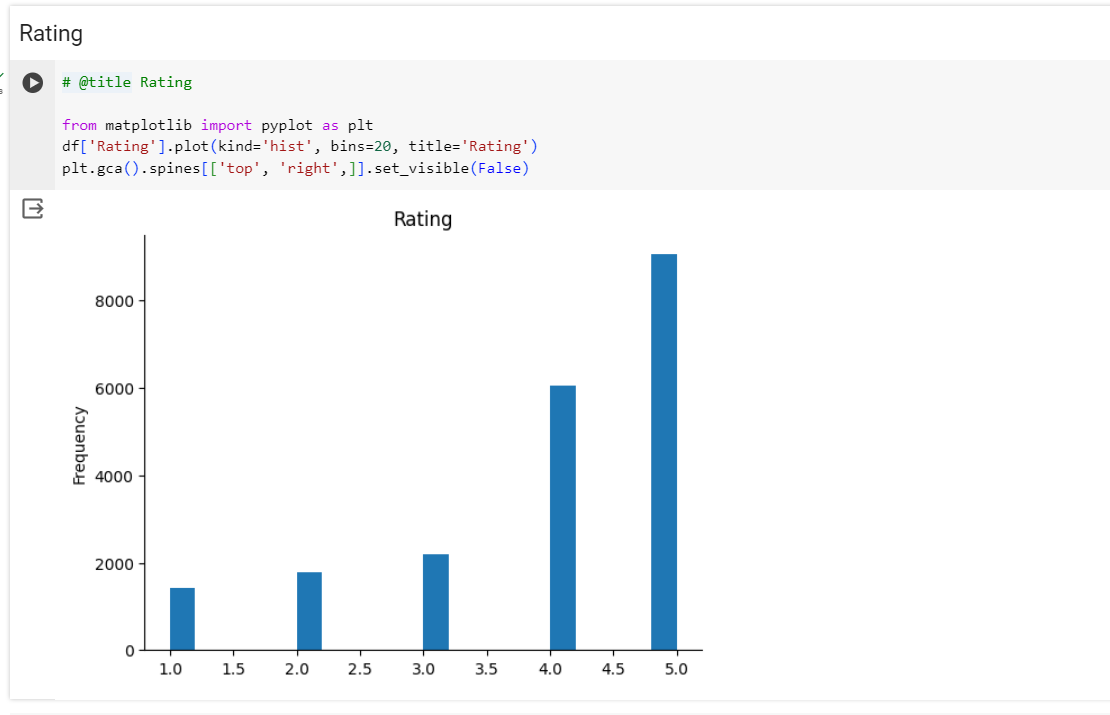 Rating
# @title Rating
from matplotlib import pyplot as plt
df['Rating'].plot(kind='hist', bins=20, title='Rating')
plt.gca().spines[['top', 'right',]].set_visible(False)
Rating
8000
6000
4000
2000
0
Frequency
1.0 1.5 2.0 2.5 3.0 3.5 4.0 4.5 5.0